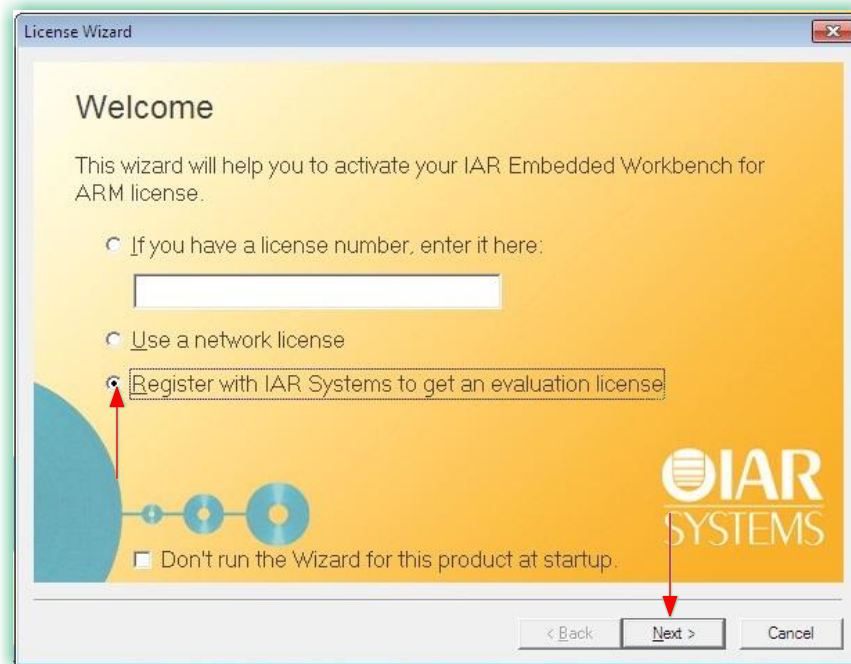 License Wizard
Welcome
This wizard will help you to activate your IAR Embedded Workbench for
ARM license.
If you have a license number, enter it here:
Use a network license
Register with IAR Systems to get an evaluation license
IAR
SYSTEMS
Don't run the Wizard for this product at startup.
< Back Next > Cancel